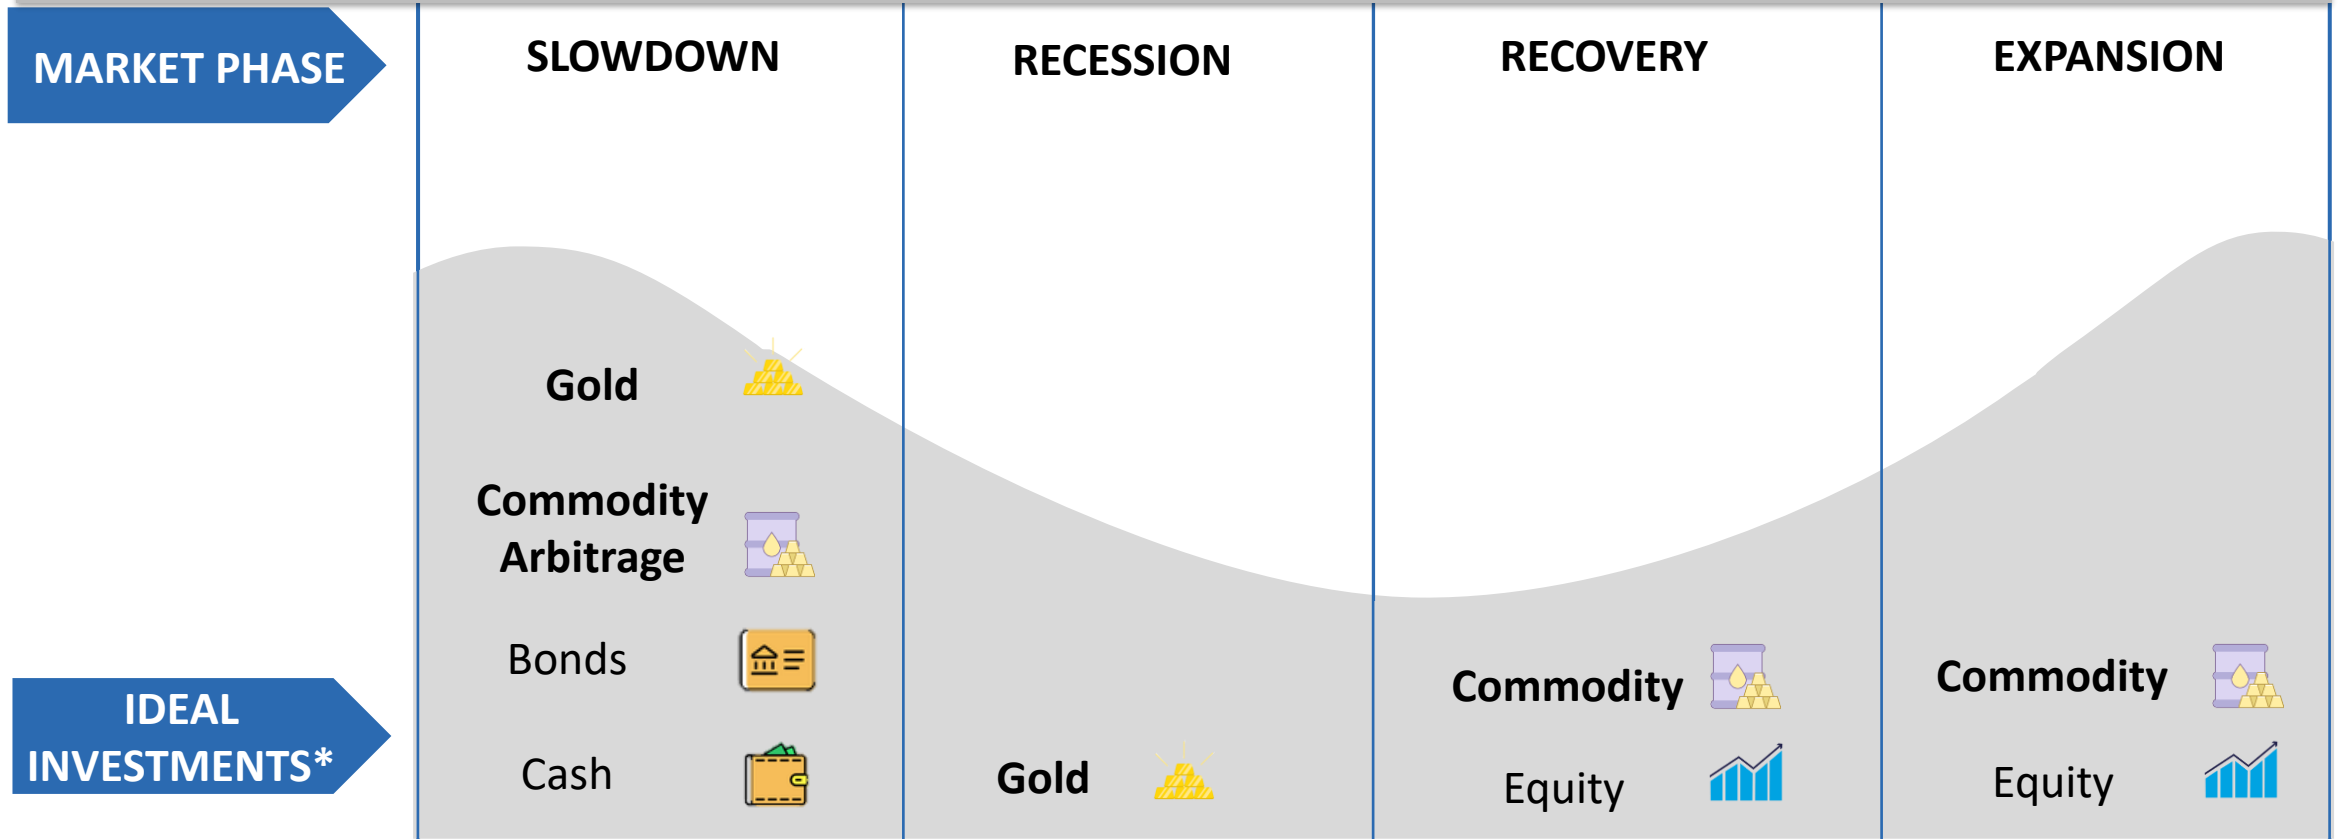 MARKET PHASE
SLOWDOWN
RECESSION
RECOVERY
EXPANSION
Gold
Commodity
Arbitrage
Bonds
Cash
Gold
Commodity
Equity
Commodity
Equity
IDEAL
INVESTMENTS*